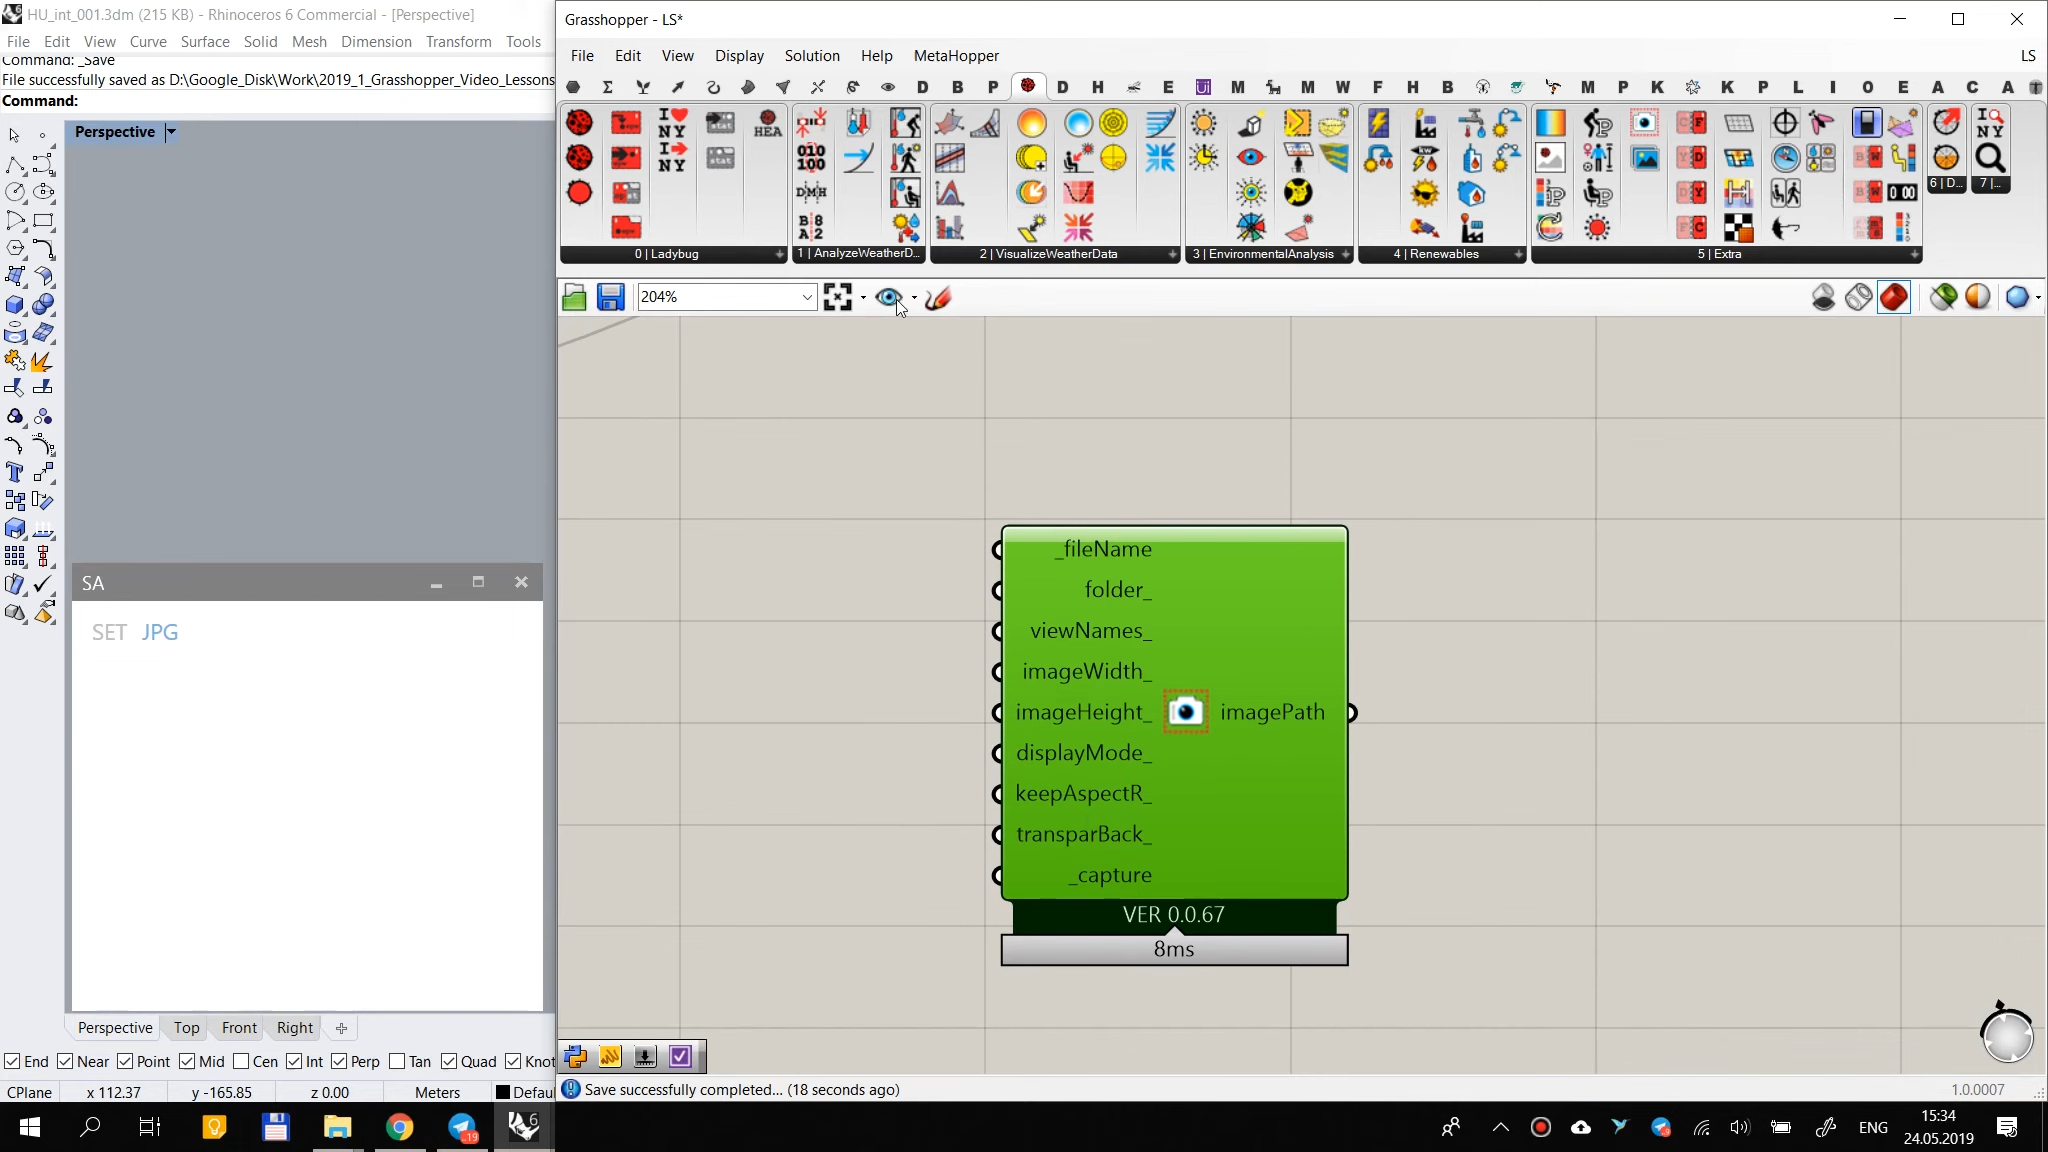 HU_int_001.3dm (215 KB) - Rhinoceros 6 Commercial - [Perspective]
File Edit View Curve Surface Solid Mesh Dimension Transform Tools
Command: _Save
File successfully saved as D:\Google_Disk\Work\2019_1_Grasshopper_Video_Lessons
Command:
Perspective
SA
SET JPG
Perspective Top Front Right
End Near Point Mid Cen Int Perp Tan Quad Knot
CPlane x 112.37 y -165.85 z 0.00 Meters Defau
Grasshopper - LS*
File Edit View Display Solution Help MetaHopper LS
D B P D H E M M W F H B M P K K P L I O E A C A
0 | Ladybug
1 | AnalyzeWeatherD...
2 | VisualizeWeatherData
3 | EnvironmentalAnalysis
4 | Renewables
5 | Extra
6 | D...
7 |...
204%
_fileName
folder_
viewNames_
imageWidth_
imageHeight_ imagePath
displayMode_
keepAspectR_
transparBack_
_capture
VER 0.0.67
8ms
Save successfully completed... (18 seconds ago)
1.0.0007
ENG
15:34
24.05.2019